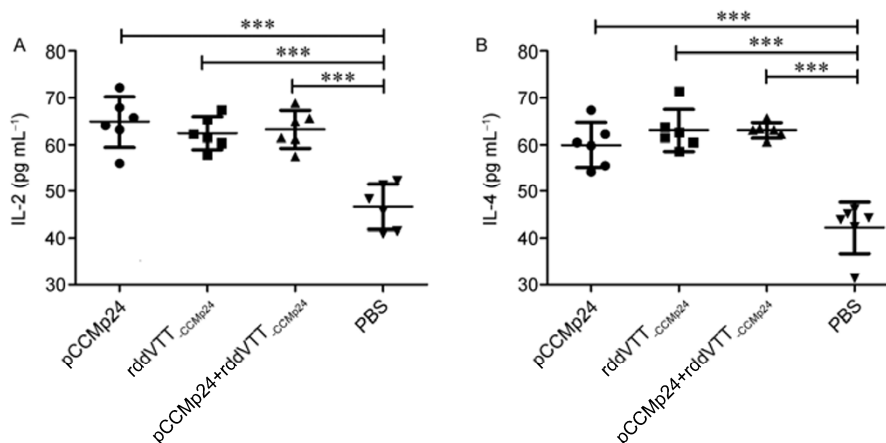 A
***
***
***
IL-2 (pg mL⁻¹)
80
70
60
50
40
30
pCCMp24
rddVTT-CCMp24
pCCMp24+rddVTT-CCMp24
PBS
B
***
***
***
IL-4 (pg mL⁻¹)
80
70
60
50
40
30
pCCMp24
rddVTT-CCMp24
pCCMp24+rddVTT-CCMp24
PBS